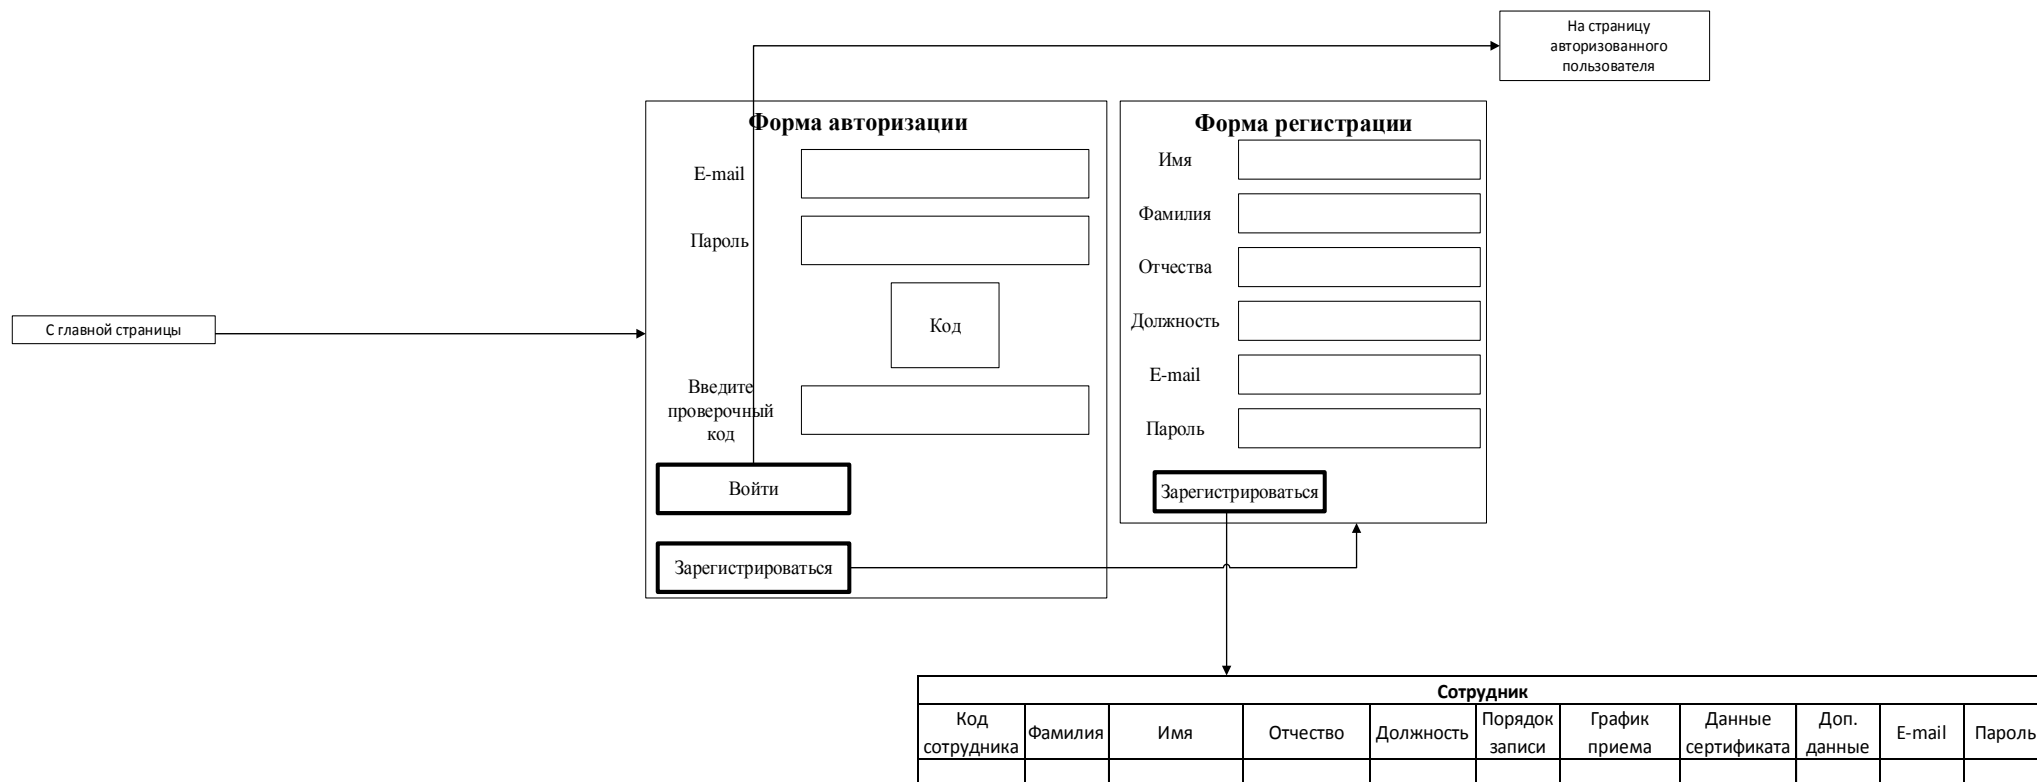 На страницу
авторизованного
пользователя
Форма авторизации
E-mail
Пароль
Код
Введите
проверочный
код
Войти
Зарегистрироваться
Форма регистрации
Имя
Фамилия
Отчества
Должность
E-mail
Пароль
Зарегистрироваться
С главной страницы
Сотрудник
Код
сотрудника
Фамилия
Имя
Отчество
Должность
Порядок
записи
График
приема
Данные
сертификата
Доп.
данные
E-mail
Пароль